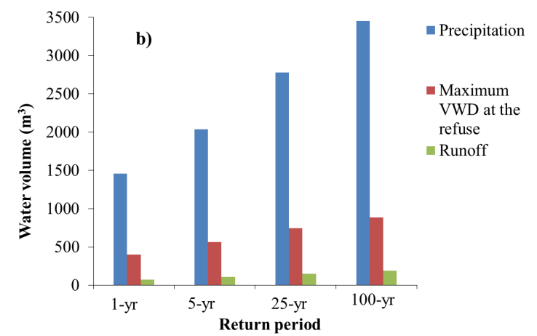 b)
3500
3000
2500
2000
1500
1000
500
0
Water volume (m³)
1-yr
5-yr
25-yr
100-yr
Return period
Precipitation
Maximum
VWD at the
refuse
Runoff